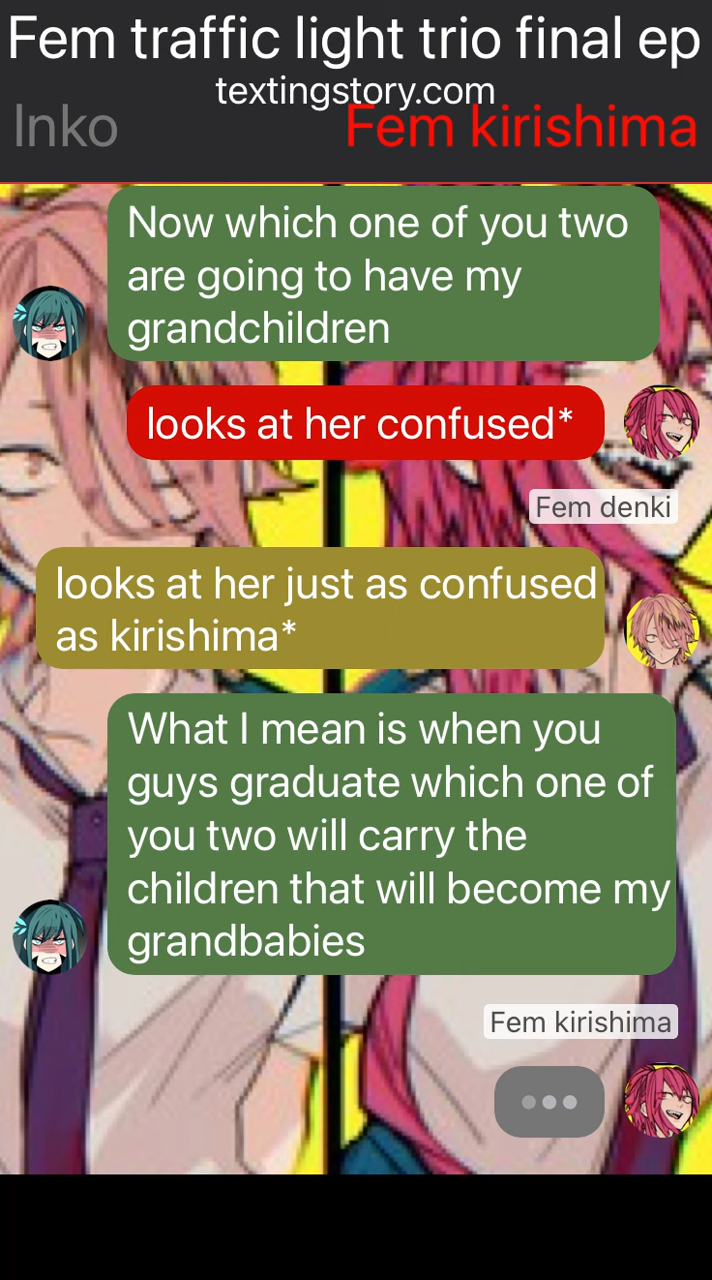 Fem traffic light trio final ep
textingstory.com
Inko
Fem kirishima
Now which one of you two
are going to have my
grandchildren
looks at her confused*
Fem denki
looks at her just as confused
as kirishima*
What I mean is when you
guys graduate which one of
you two will carry the
children that will become my
grandbabies
Fem kirishima